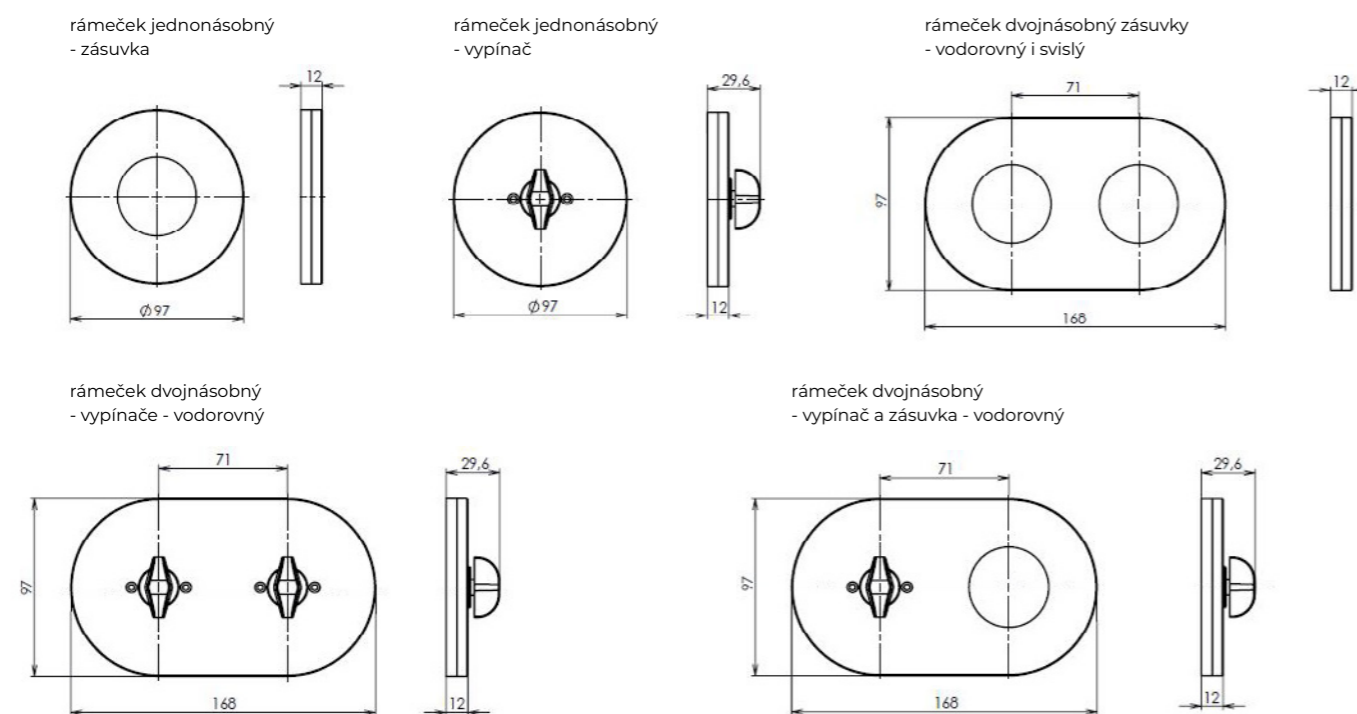 rámeček jednonásobný
- zásuvka
12
Ø97
rámeček jednonásobný
- vypínač
29,6
Ø97
12
rámeček dvojnásobný zásuvky
- vodorovný i svislý
71
12
97
168
rámeček dvojnásobný
- vypínače - vodorovný
71
29,6
97
168
12
rámeček dvojnásobný
- vypínač a zásuvka - vodorovný
71
29,6
97
168
12